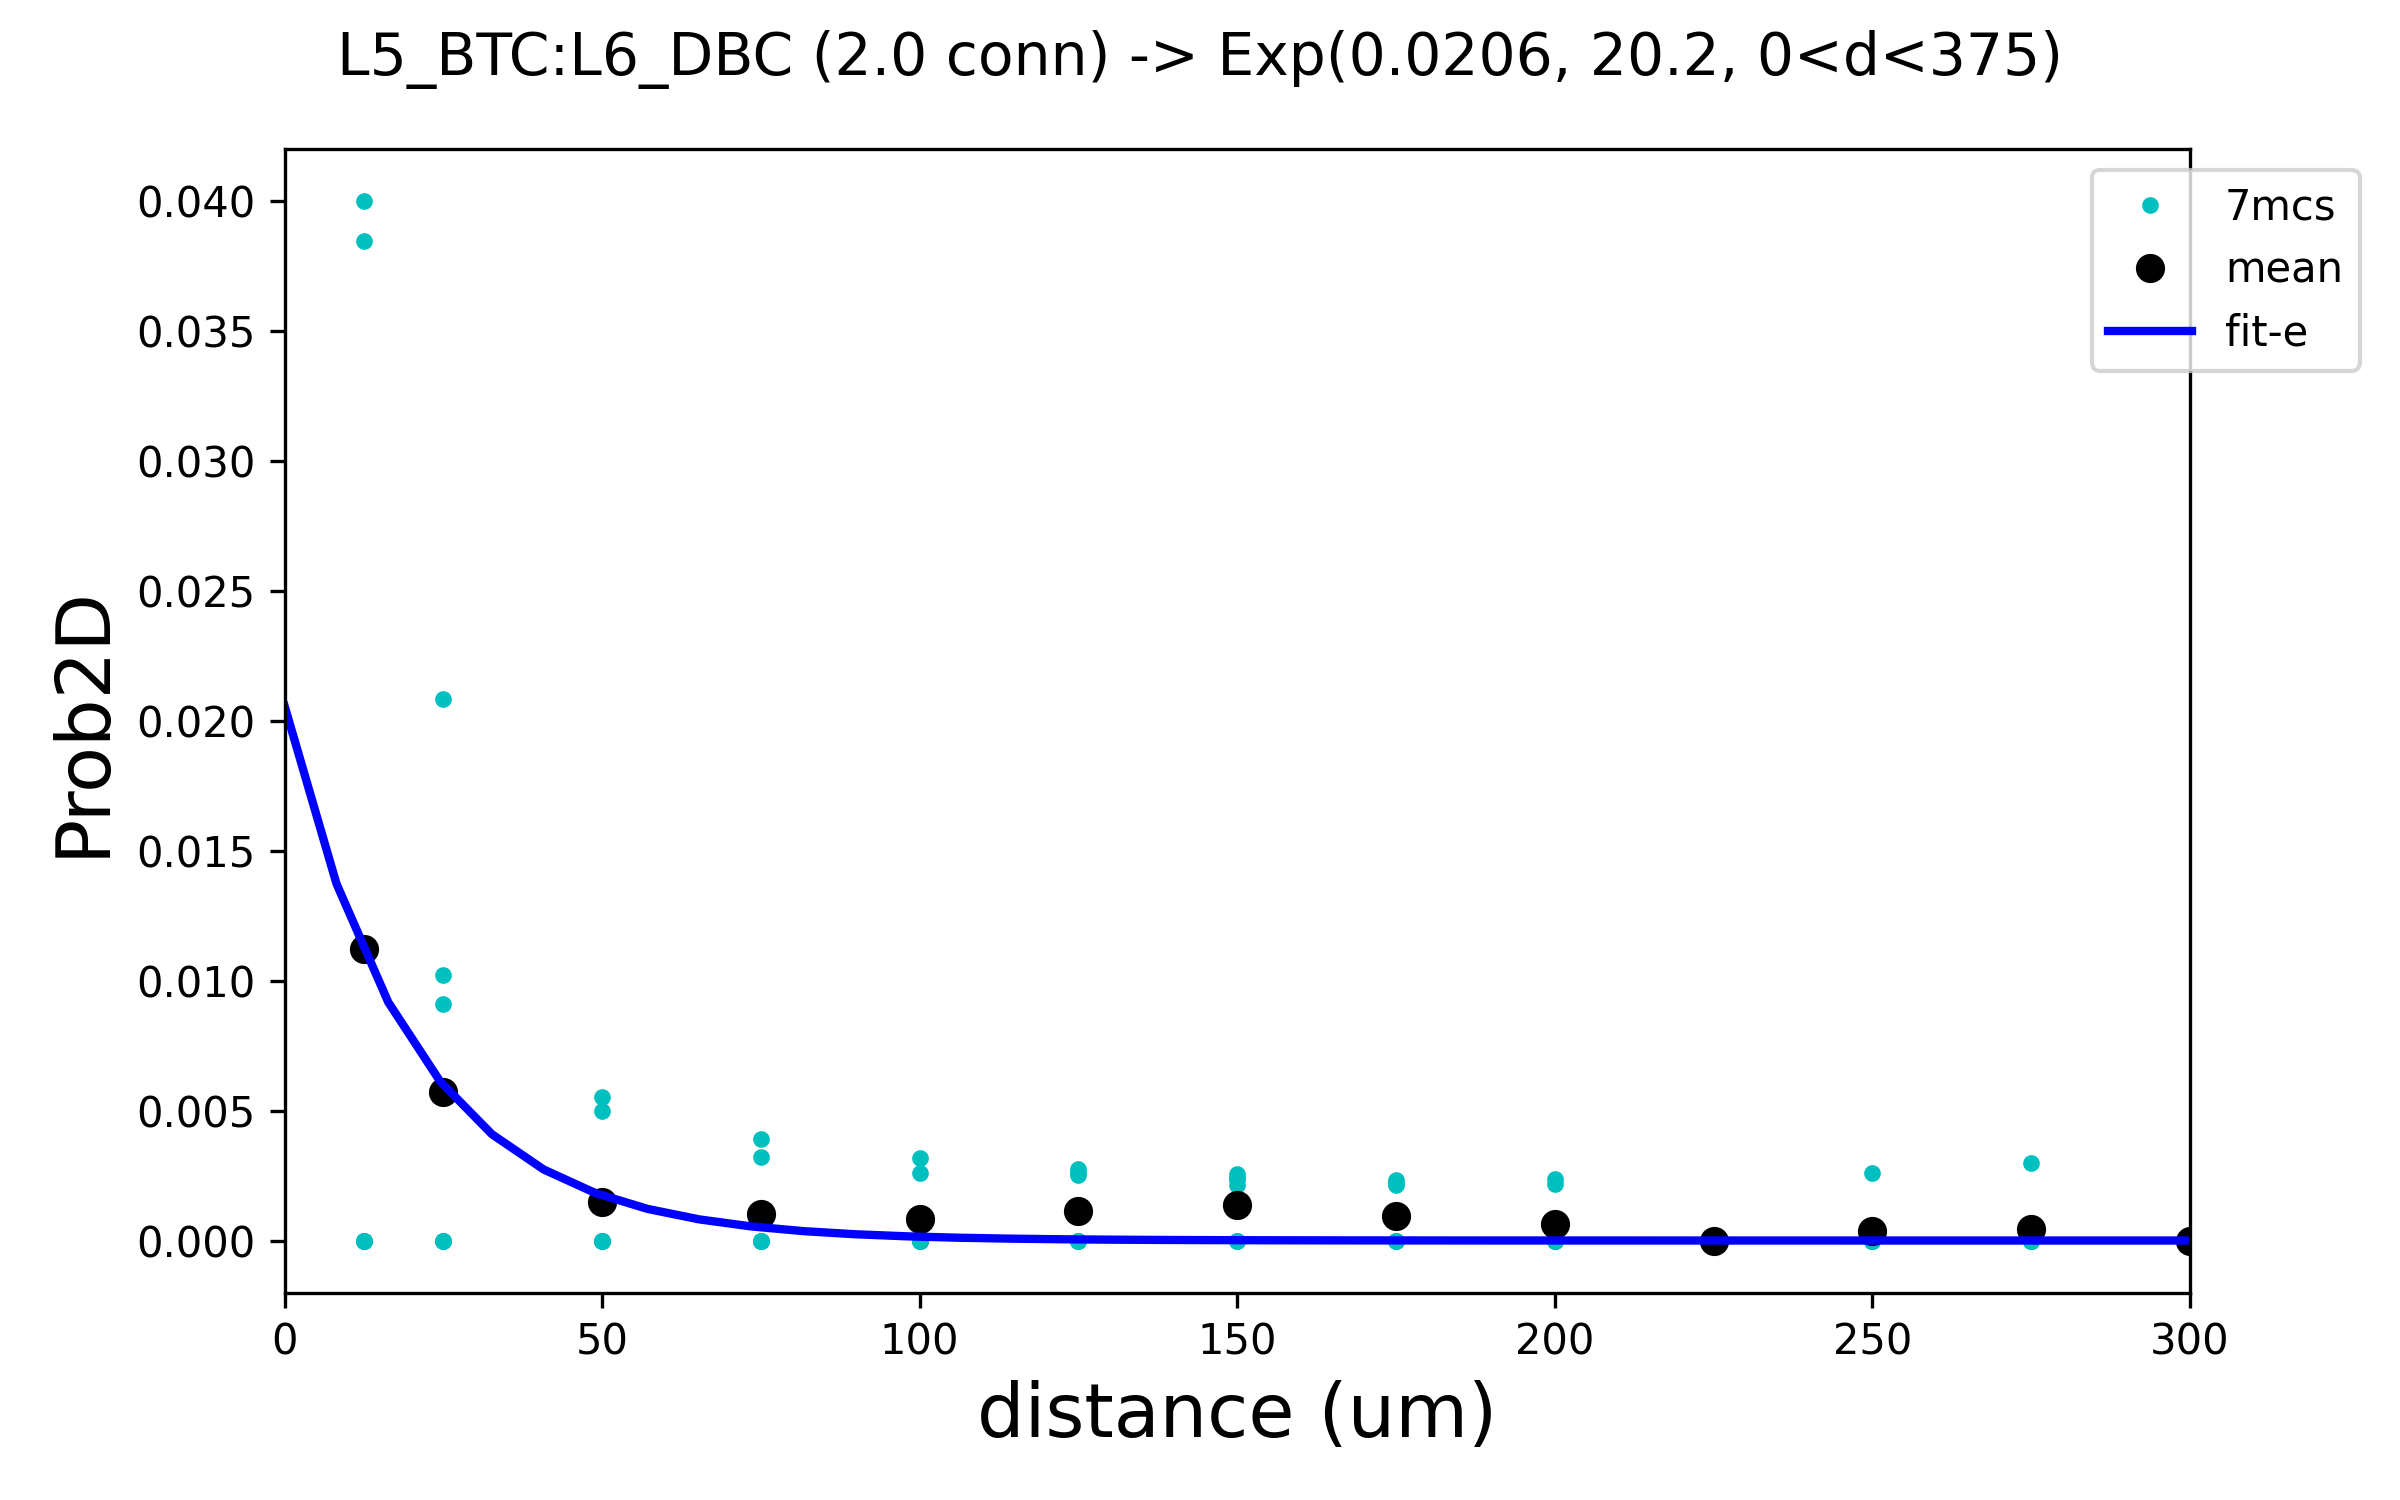 L5_BTC:L6_DBC (2.0 conn) -> Exp(0.0206, 20.2, 0<d<375)
7mcs
mean
fit-e
0.040
0.035
0.030
0.025
0.020
0.015
0.010
0.005
0.000
Prob2D
0 50 100 150 200 250 300
distance (um)